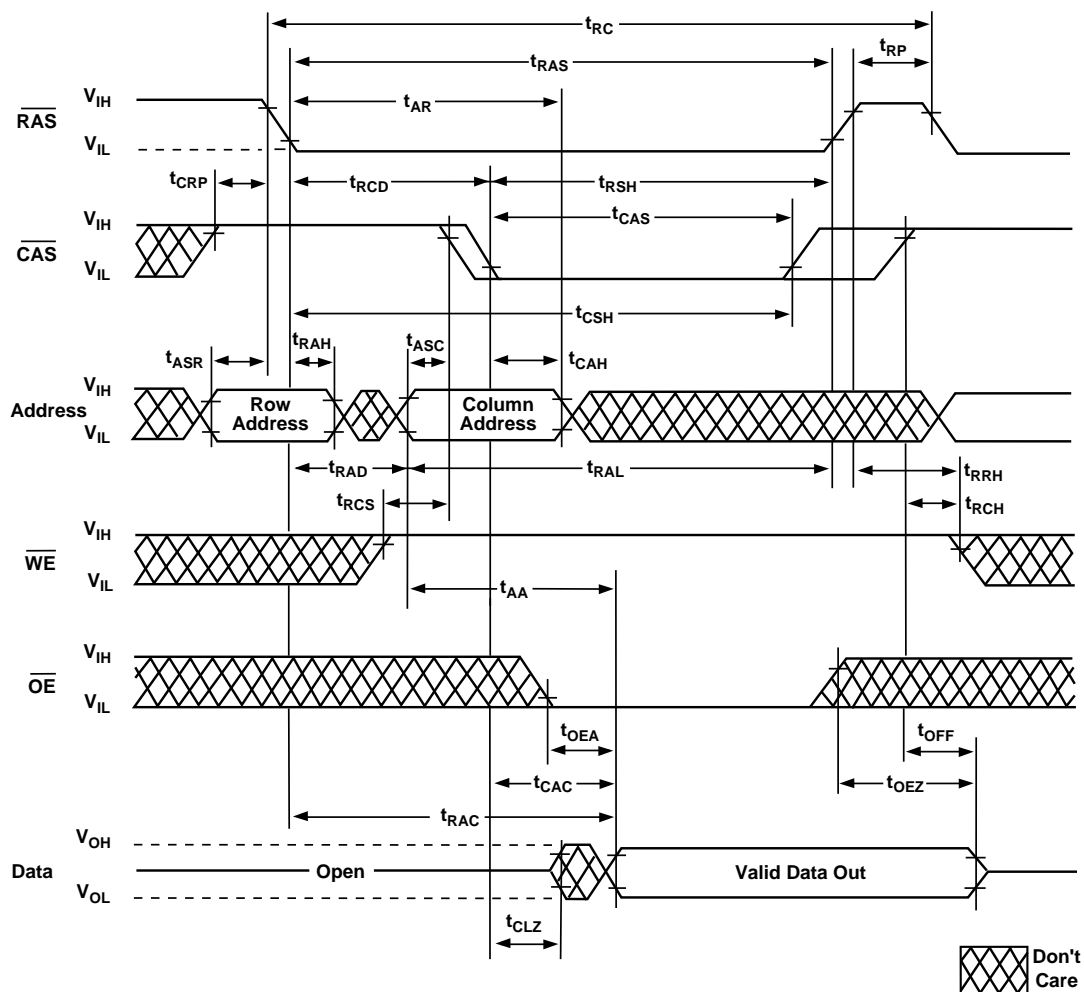 tRC
tRP
tRAS
tAR
RAS
VIH
VIL
tCRP
tRCD
tRSH
tCAS
CAS
VIH
VIL
tCSH
tASR
tRAH
tASC
tCAH
Address
VIH
VIL
Row
Address
Column
Address
tRAD
tRAL
tRRH
tRCS
tRCH
WE
VIH
VIL
tAA
OE
VIH
VIL
tOEA
tOFF
tCAC
tOEZ
tRAC
Data
VOH
VOL
Open
Valid Data Out
tCLZ
Don't
Care